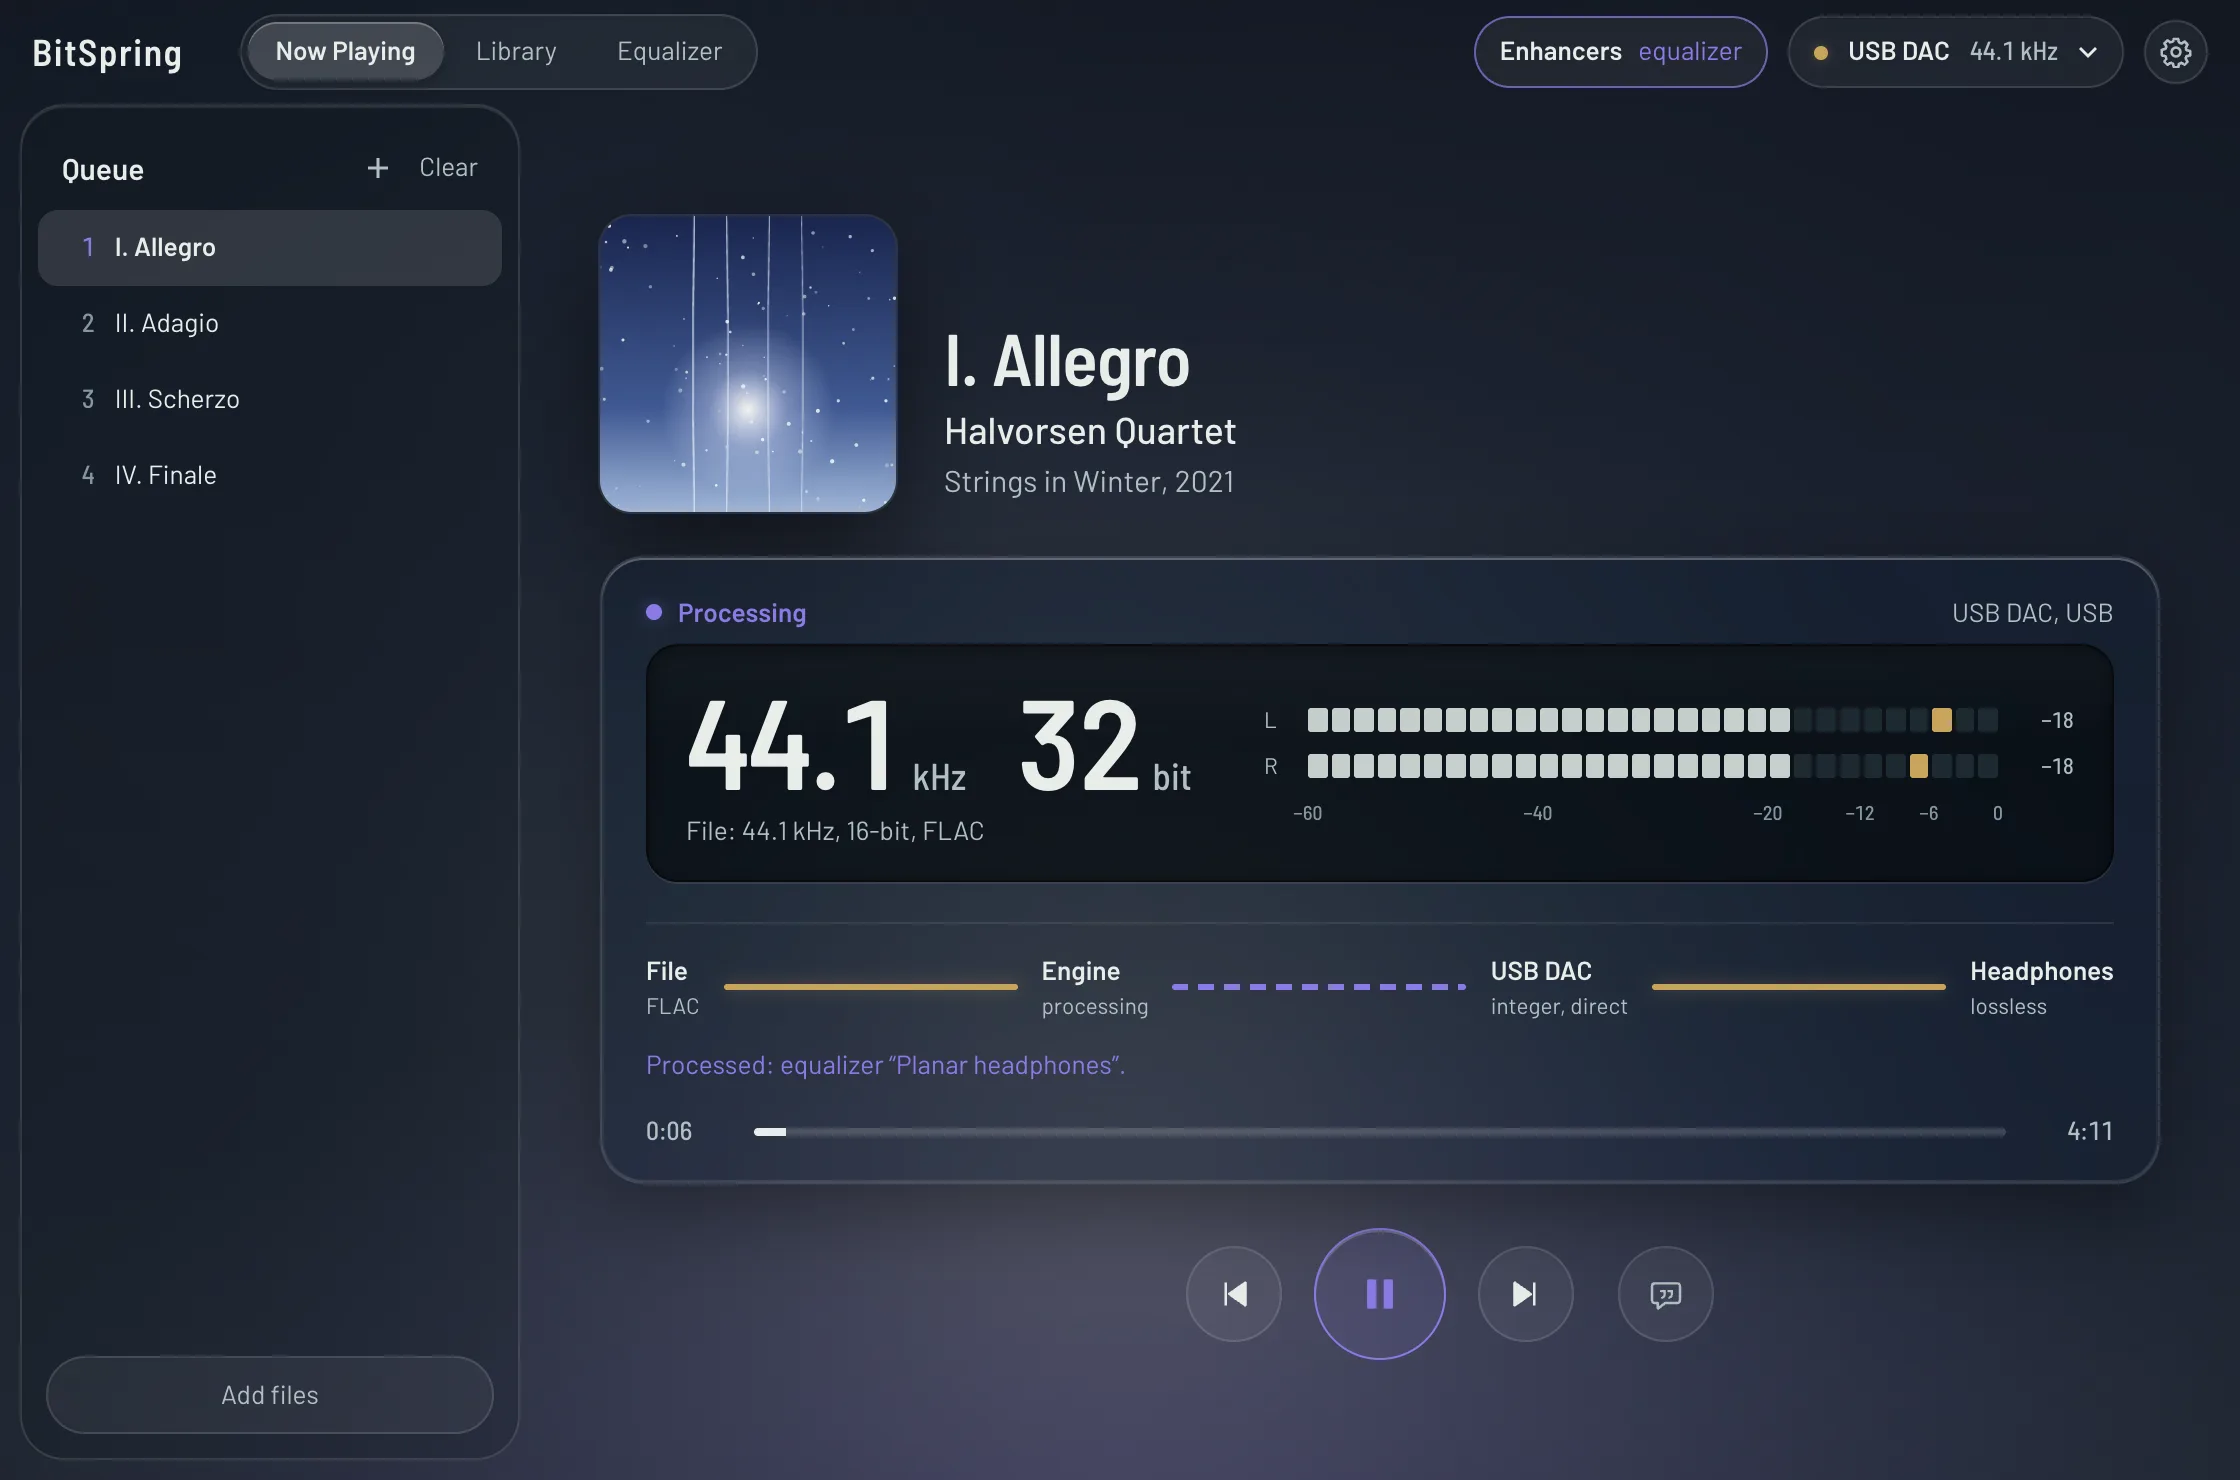 BitSpring
Now Playing
Library
Equalizer
Enhancers equalizer
USB DAC 44.1 kHz
Queue
+ Clear
1 I. Allegro
2 II. Adagio
3 III. Scherzo
4 IV. Finale
Add files
I. Allegro
Halvorsen Quartet
Strings in Winter, 2021
Processing
USB DAC, USB
44.1 kHz 32 bit
File: 44.1 kHz, 16-bit, FLAC
L −18
R −18
−60 −40 −20 −12 −6 0
File
FLAC
Engine
processing
USB DAC
integer, direct
Headphones
lossless
Processed: equalizer “Planar headphones”.
0:06
4:11